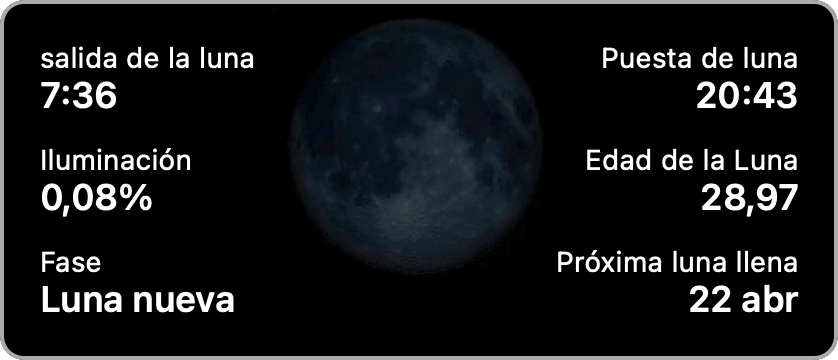 salida de la luna
7:36
Iluminación
0,08%
Fase
Luna nueva
Puesta de luna
20:43
Edad de la Luna
28,97
Próxima luna llena
22 abr